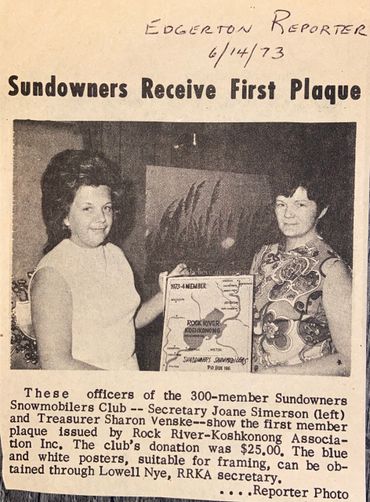 EDGERTON REPORTER
6/14/73
Sundowners Receive First Plaque
1973-4 MEMBER
ROCK RIVER
KOSHKONONG
SUNDOWNERS SNOWMOBILERS
P.O. BOX 186
These officers of the 300-member Sundowners
Snowmobilers Club -- Secretary Joane Simerson (left)
and Treasurer Sharon Venske--show the first member
plaque issued by Rock River-Koshkonong Associa-
tion Inc. The club's donation was $25.00. The blue
and white posters, suitable for framing, can be ob-
tained through Lowell Nye, RRKA secretary.
....Reporter Photo